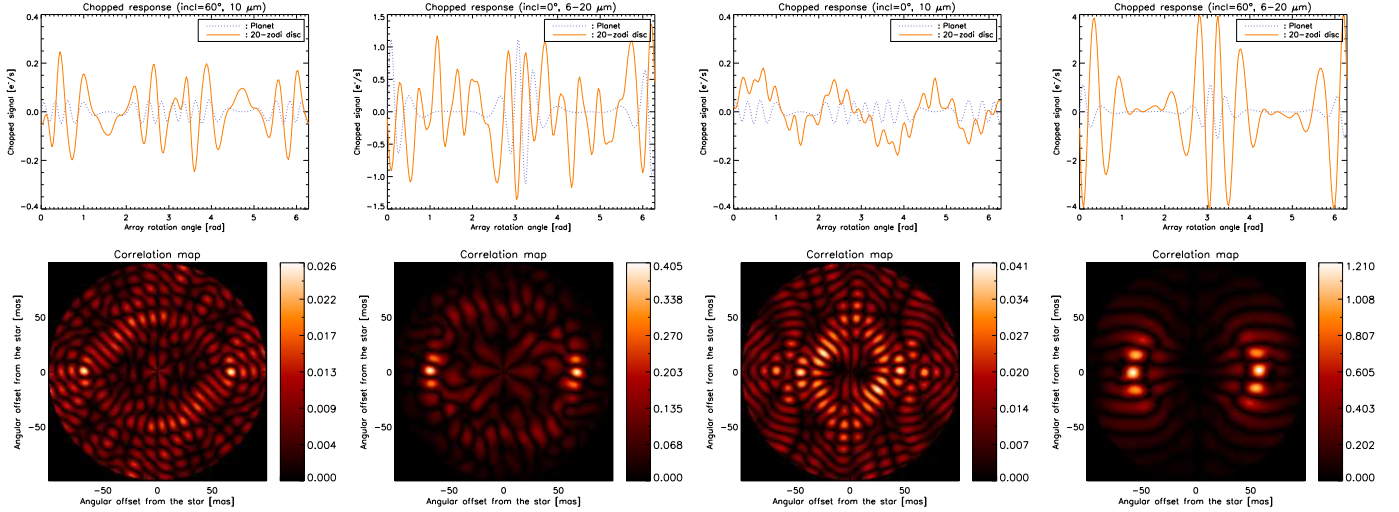 Chopped response (incl=60°, 10 μm)
Chopped signal [e⁻/s]
0.4
0.2
0.0
−0.2
−0.4
: Planet
: 20−zodi disc
0 1 2 3 4 5 6
Array rotation angle [rad]
Chopped response (incl=0°, 6−20 μm)
Chopped signal [e⁻/s]
1.5
1.0
0.5
0.0
−0.5
−1.0
−1.5
: Planet
: 20−zodi disc
0 1 2 3 4 5 6
Array rotation angle [rad]
Chopped response (incl=0°, 10 μm)
Chopped signal [e⁻/s]
0.4
0.2
0.0
−0.2
−0.4
: Planet
: 20−zodi disc
0 1 2 3 4 5 6
Array rotation angle [rad]
Chopped response (incl=60°, 6−20 μm)
Chopped signal [e⁻/s]
4
2
0
−2
−4
: Planet
: 20−zodi disc
0 1 2 3 4 5 6
Array rotation angle [rad]
Correlation map
Angular offset from the star [mas]
50
0
−50
−50 0 50
Angular offset from the star [mas]
0.026
0.022
0.017
0.013
0.009
0.004
0.000
Correlation map
Angular offset from the star [mas]
50
0
−50
−50 0 50
Angular offset from the star [mas]
0.405
0.338
0.270
0.203
0.135
0.068
0.000
Correlation map
Angular offset from the star [mas]
50
0
−50
−50 0 50
Angular offset from the star [mas]
0.041
0.034
0.027
0.020
0.014
0.007
0.000
Correlation map
Angular offset from the star [mas]
50
0
−50
−50 0 50
Angular offset from the star [mas]
1.210
1.008
0.807
0.605
0.403
0.202
0.000